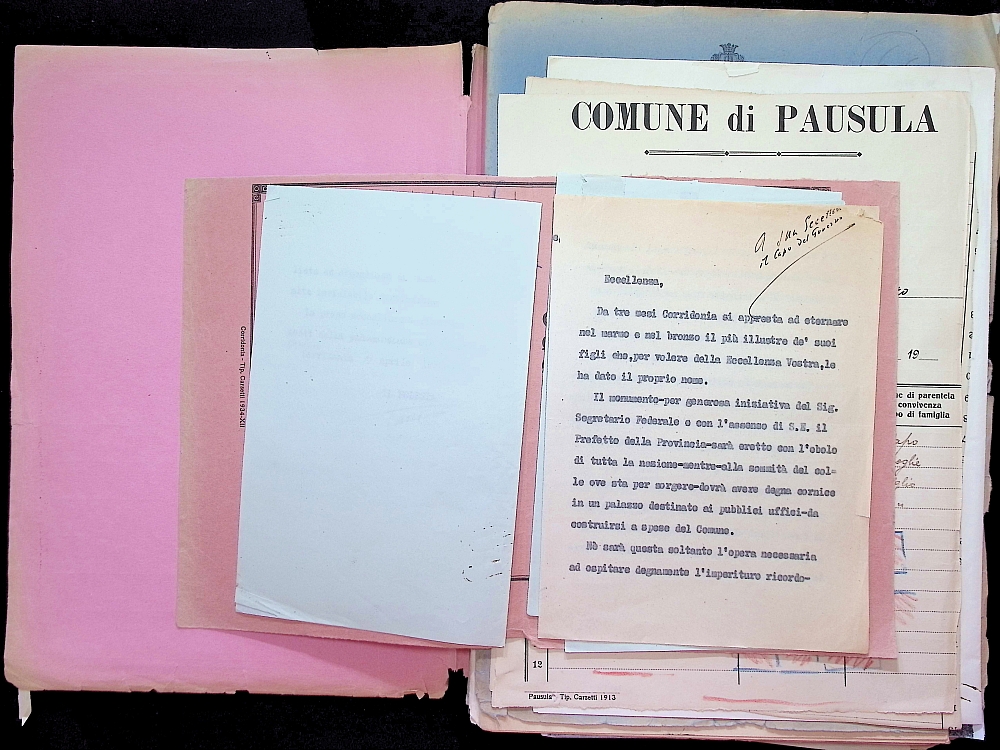 COMUNE di PAUSULA
A Sua Eccellenza
il Capo del Governo
Eccellenza,
Da tre mesi Corridonia si appresta ad eternare
nel marmo e nel bronzo il più illustre de' suoi
figli che,per volere della Eccellenza Vostra,le
ha dato il proprio nome.
Il monumento-per generosa iniziativa del Sig.
Segretario Federale e con l'assenso di S.E. il
Prefetto della Provincia-sarà eretto con l'obolo
di tutta la nazione-mentre-alla sommità del col-
le ove sta per sorgere-dovrà avere degna cornice
in un palazzo destinato ai pubblici uffici-da
costruirsi a spese del Comune.
Nè sarà questa soltanto l'opera necessaria
ad ospitare degnamente l'imperituro ricordo-
Corridonia - Tip. Carzetti 1934-XII
19
ne di parentela
convivenza
po di famiglia
12
Pausula - Tip. Carzetti 1913